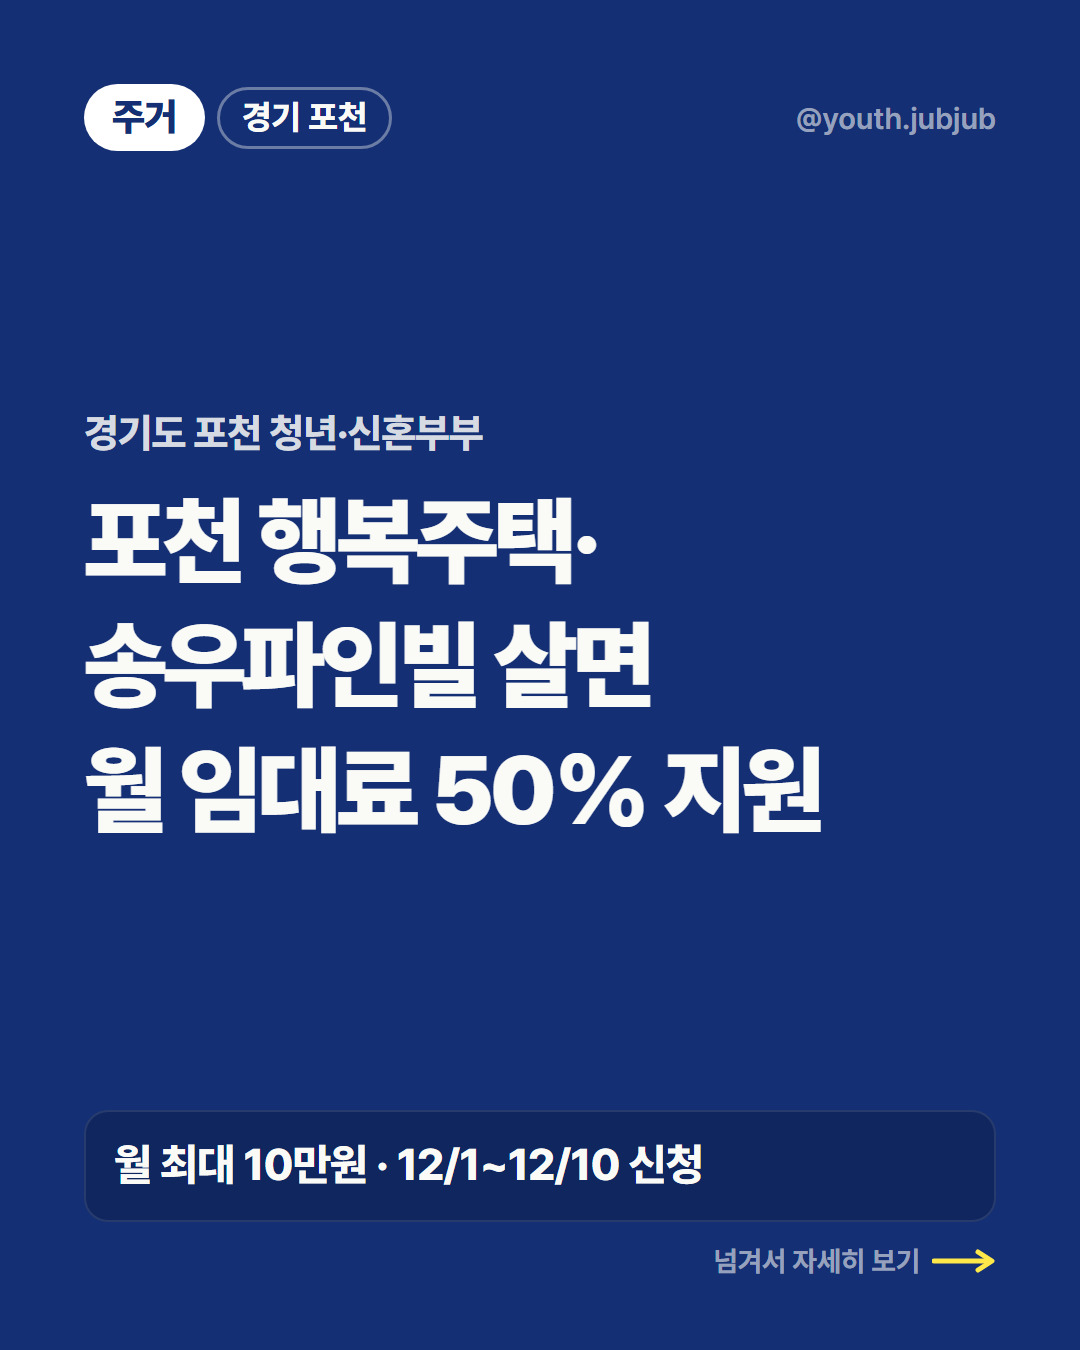 주거
경기 포천
@youth.jubjub
경기도 포천 청년·신혼부부
포천 행복주택·
송우파인빌 살면
월 임대료 50% 지원
월 최대 10만원 · 12/1~12/10 신청
넘겨서 자세히 보기